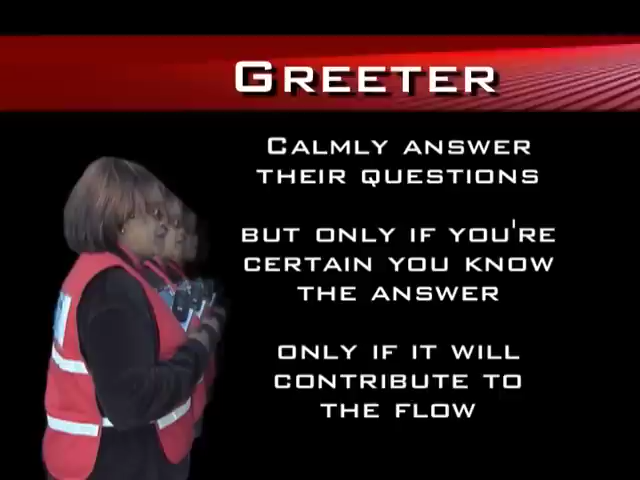 GREETER
CALMLY ANSWER
THEIR QUESTIONS
BUT ONLY IF YOU'RE
CERTAIN YOU KNOW
THE ANSWER
ONLY IF IT WILL
CONTRIBUTE TO
THE FLOW